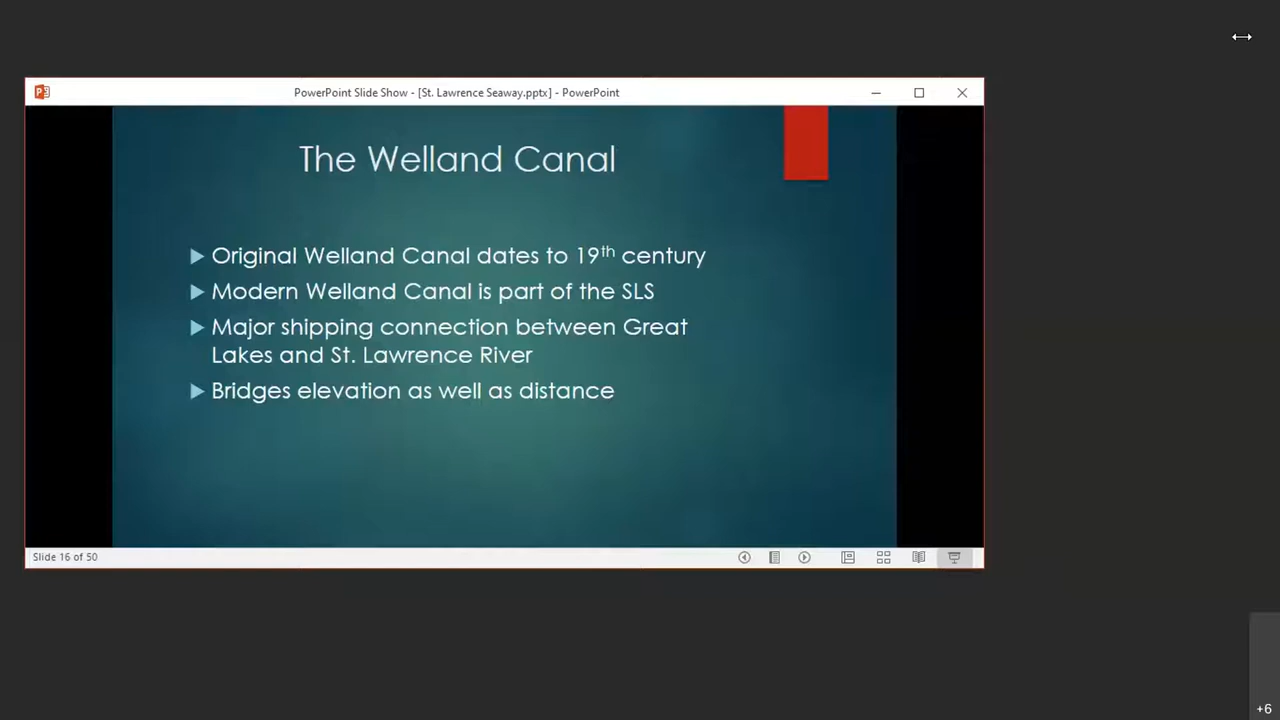 PowerPoint Slide Show - [St. Lawrence Seaway.pptx] - PowerPoint
The Welland Canal
Original Welland Canal dates to 19th century
Modern Welland Canal is part of the SLS
Major shipping connection between Great
Lakes and St. Lawrence River
Bridges elevation as well as distance
Slide 16 of 50
+6